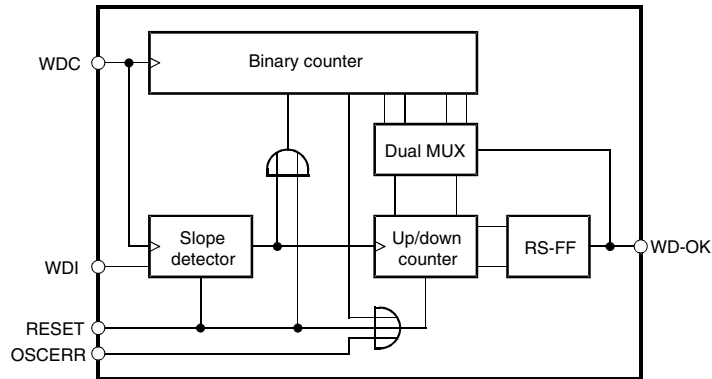 WDC
Binary counter
Dual MUX
WDI
Slope
detector
Up/down
counter
RS-FF
WD-OK
RESET
OSCERR